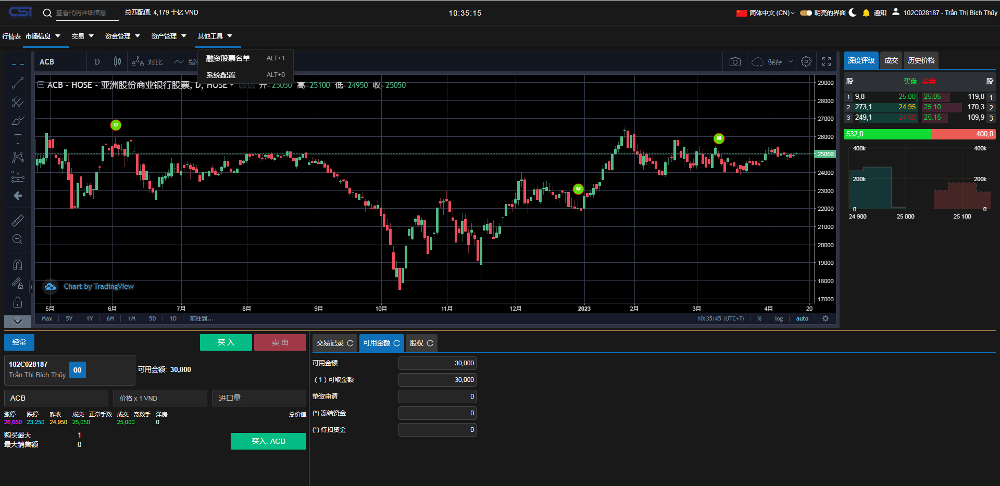 CSI 查看代码详细信息 总匹配值: 4,179 十亿 VND 10:35:15 简体中文 (CN) 明亮的界面 通知 102C028187 - Trần Thị Bích Thủy
行情表 市场信息 交易 资金管理 资产管理 其他工具
融资股票名单 ALT+1
系统配置 ALT+0
ACB D 对比 指 保存
ACB - HOSE - 亚洲股份商业银行股票, D, HOSE 开=25050 高=25100 低=24950 收=25050
D
M
M
29000
28000
27000
26000
25050
24000
23000
22000
21000
20000
19000
18000
17000
Chart by TradingView
5月 6月 7月 8月 9月 10月 11月 12月 2023 2月 3月 4月 20
Max 5Y 1Y 6M 1M 5D 1D 前往到... 10:35:45 (UTC+7) % log auto
深度评级 成交 历史价格
股 买盘 卖盘 股
1 9,8 25.00 25.05 119,8 1
2 273,1 24.95 25.10 170,3 2
3 249,1 24.90 25.15 109,9 3
532,0 400,0
400k 400k
200k 200k
0 0
24 900 25 000 25 100
经常 买 入 卖 出
102C028187
Trần Thị Bích Thủy 00 可用金额: 30,000
ACB 价格 x 1 VND 进口量
涨停 跌停 昨收 成交 - 正常手数 成交 - 奇数手 洋房 总价值
26,650 23,250 24,950 25,050 25,000 0
购买最大 1
最大销售额 0
买入: ACB
交易记录 可用金额 股权
可用金额 30,000
（1）可取金额 30,000
垫资申请 0
(*) 冻结资金 0
(*) 待扣资金 0